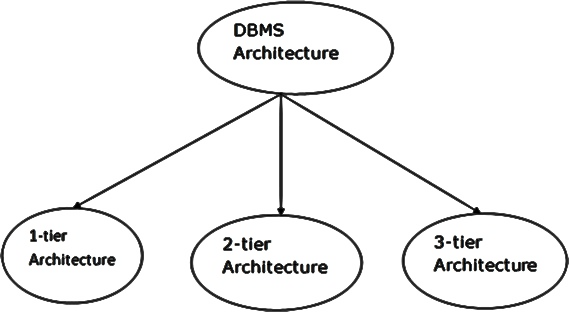 DBMS
Architecture
1-tier
Architecture
2-tier
Architecture
3-tier
Architecture